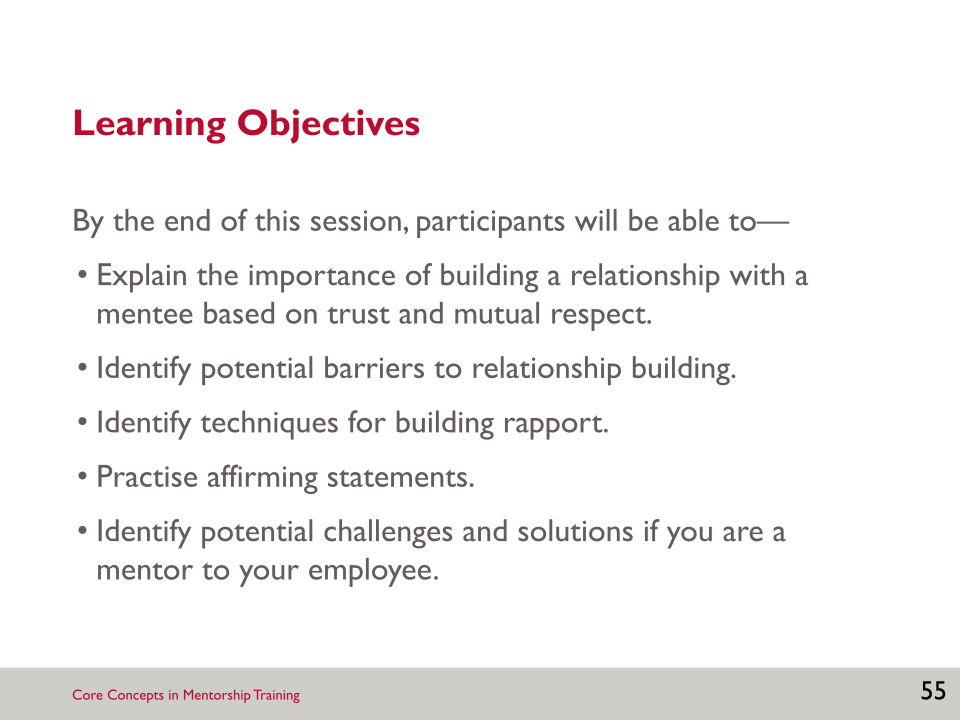 Learning Objectives
By the end of this session, participants will be able to—
• Explain the importance of building a relationship with a
mentee based on trust and mutual respect.
• Identify potential barriers to relationship building.
• Identify techniques for building rapport.
• Practise affirming statements.
• Identify potential challenges and solutions if you are a
mentor to your employee.
Core Concepts in Mentorship Training
55